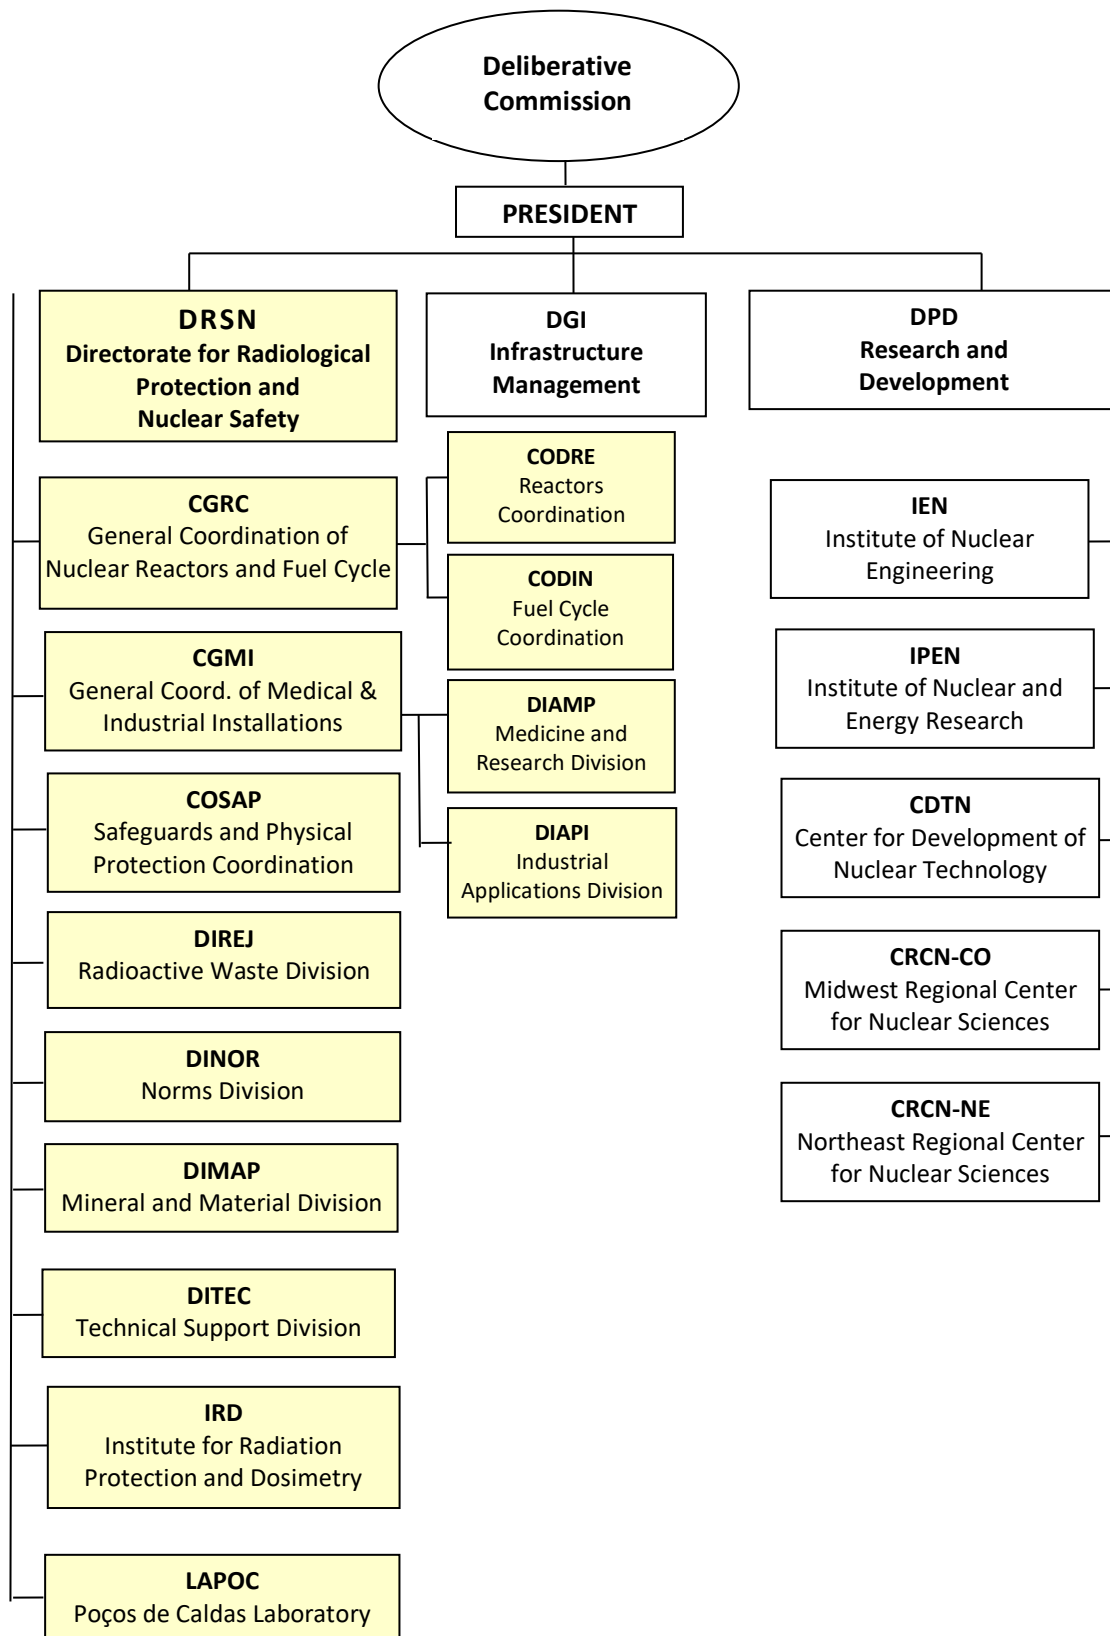 Deliberative
Commission
PRESIDENT
DRSN
Directorate for Radiological
Protection and
Nuclear Safety
DGI
Infrastructure
Management
DPD
Research and
Development
CGRC
General Coordination of
Nuclear Reactors and Fuel Cycle
CODRE
Reactors
Coordination
CODIN
Fuel Cycle
Coordination
CGMI
General Coord. of Medical &
Industrial Installations
DIAMP
Medicine and
Research Division
DIAPI
Industrial
Applications Division
COSAP
Safeguards and Physical
Protection Coordination
DIREJ
Radioactive Waste Division
DINOR
Norms Division
DIMAP
Mineral and Material Division
DITEC
Technical Support Division
IRD
Institute for Radiation
Protection and Dosimetry
LAPOC
Poços de Caldas Laboratory
IEN
Institute of Nuclear
Engineering
IPEN
Institute of Nuclear and
Energy Research
CDTN
Center for Development of
Nuclear Technology
CRCN-CO
Midwest Regional Center
for Nuclear Sciences
CRCN-NE
Northeast Regional Center
for Nuclear Sciences